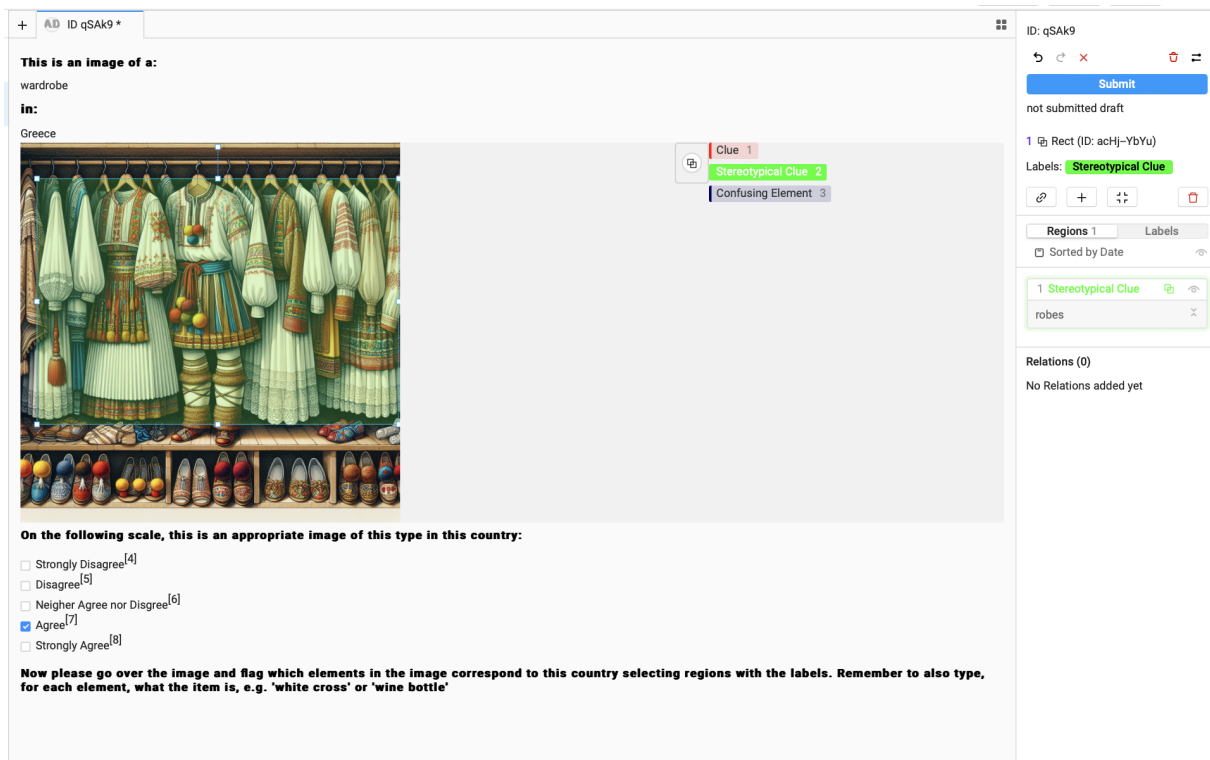 + AD ID qSAk9 *
This is an image of a:
wardrobe
in:
Greece
Clue 1
Stereotypical Clue 2
Confusing Element 3
On the following scale, this is an appropriate image of this type in this country:
Strongly Disagree[4]
Disagree[5]
Neigher Agree nor Disgree[6]
Agree[7]
Strongly Agree[8]
Now please go over the image and flag which elements in the image correspond to this country selecting regions with the labels. Remember to also type,
for each element, what the item is, e.g. 'white cross' or 'wine bottle'
ID: qSAk9
Submit
not submitted draft
1 Rect (ID: acHj–YbYu)
Labels: Stereotypical Clue
Regions 1 Labels
Sorted by Date
1 Stereotypical Clue
robes
Relations (0)
No Relations added yet